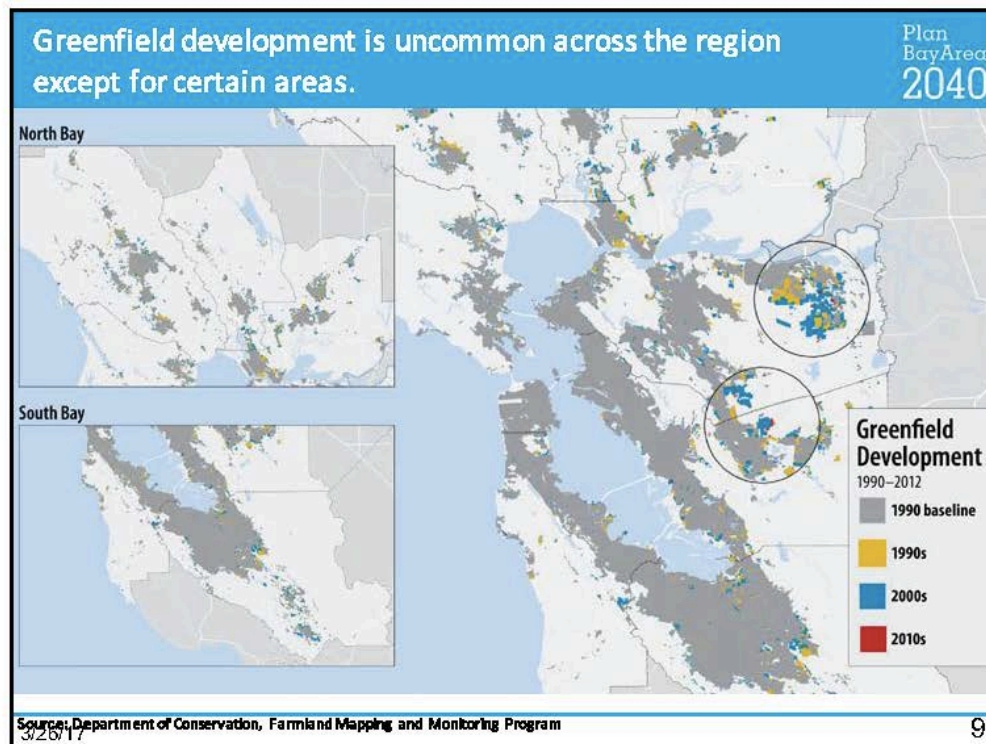 Greenfield development is uncommon across the region
except for certain areas.
Plan
BayArea
2040
North Bay
South Bay
Greenfield
Development
1990–2012
1990 baseline
1990s
2000s
2010s
Source: Department of Conservation, Farmland Mapping and Monitoring Program
3/26/17
9